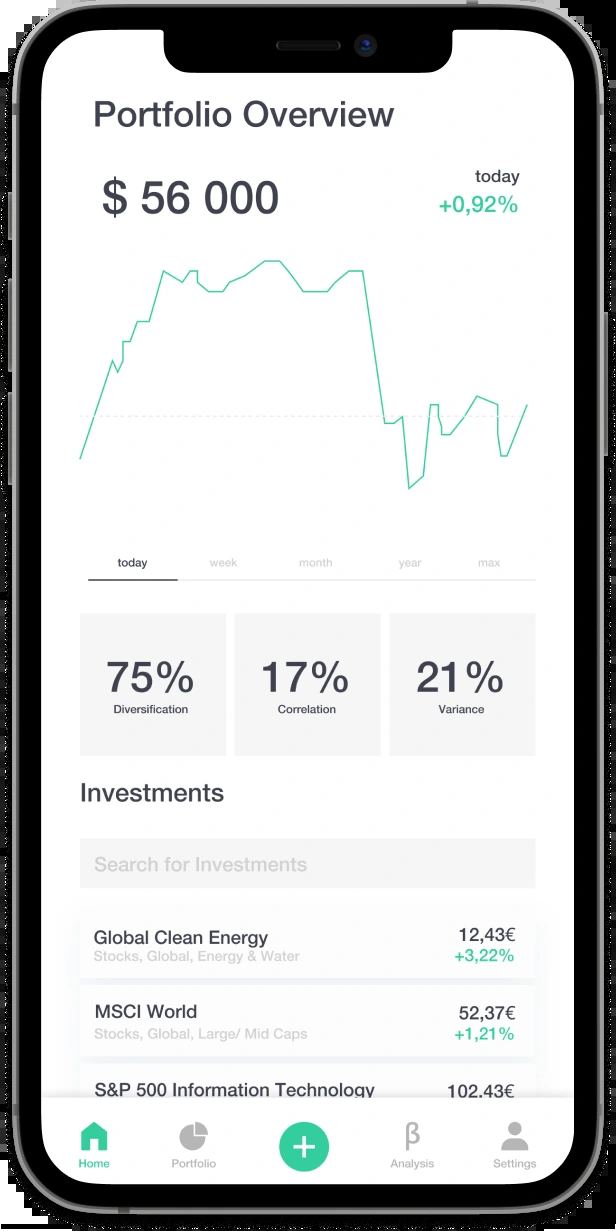 Portfolio Overview
$ 56 000
today
+0,92%
today week month year max
75% 17% 21%
Diversification Correlation Variance
Investments
Search for Investments
Global Clean Energy 12,43€
Stocks, Global, Energy & Water +3,22%
MSCI World 52,37€
Stocks, Global, Large/ Mid Caps +1,21%
S&P 500 Information Technology 102,43€
Home Portfolio + β Analysis Settings